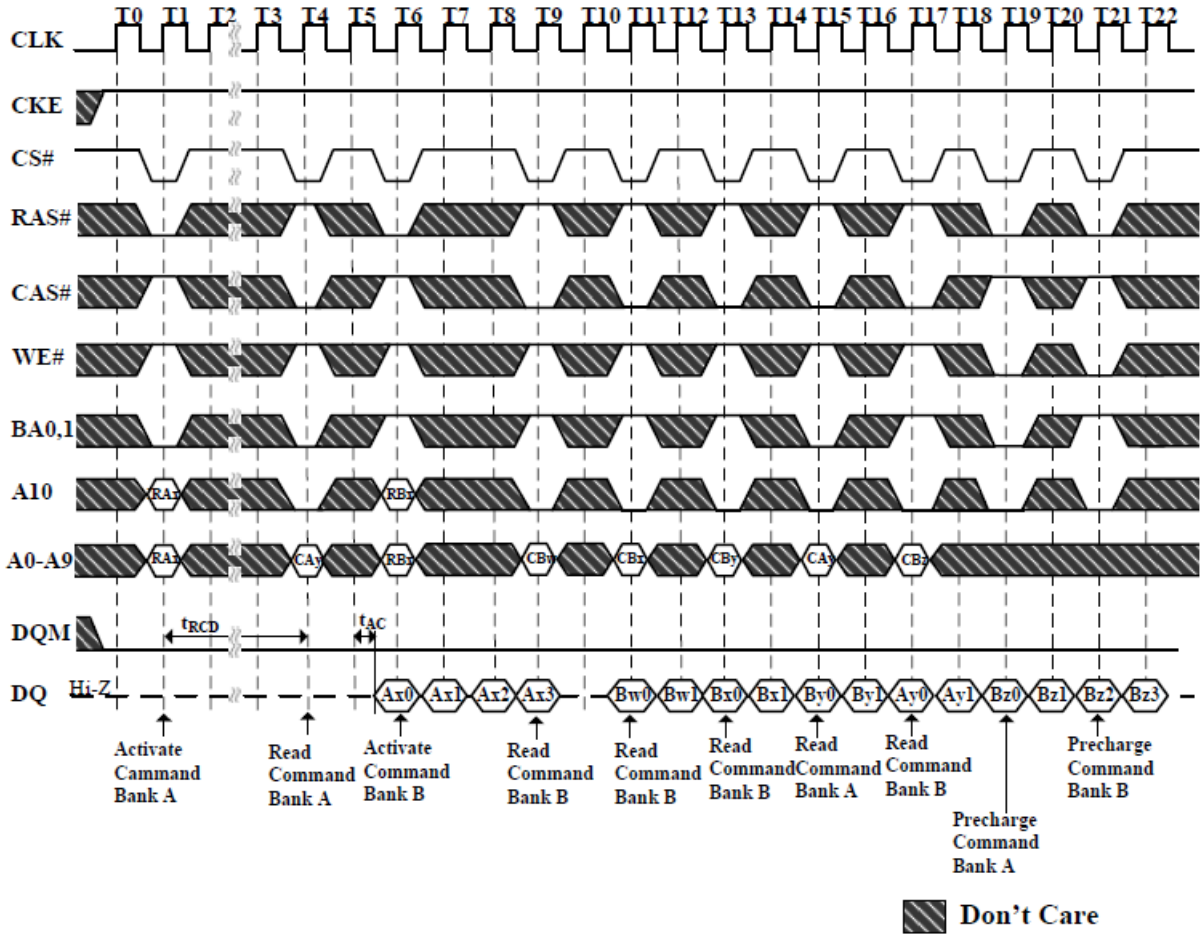 T0 T1 T2 T3 T4 T5 T6 T7 T8 T9 T10 T11 T12 T13 T14 T15 T16 T17 T18 T19 T20 T21 T22
CLK
CKE
CS#
RAS#
CAS#
WE#
BA0,1
A10 RAx RBx
A0-A9 RAx CAy RBx CBw CBx CBy CAy CBz
DQM tRCD tAC
DQ Hi-Z Ax0 Ax1 Ax2 Ax3 Bw0 Bw1 Bx0 Bx1 By0 By1 Ay0 Ay1 Bz0 Bz1 Bz2 Bz3
Activate
Cammand
Bank A
Read
Command
Bank A
Activate
Command
Bank B
Read
Command
Bank B
Read
Command
Bank B
Read
Command
Bank B
Read
Command
Bank A
Read
Command
Bank B
Precharge
Command
Bank A
Precharge
Command
Bank B
Don't Care